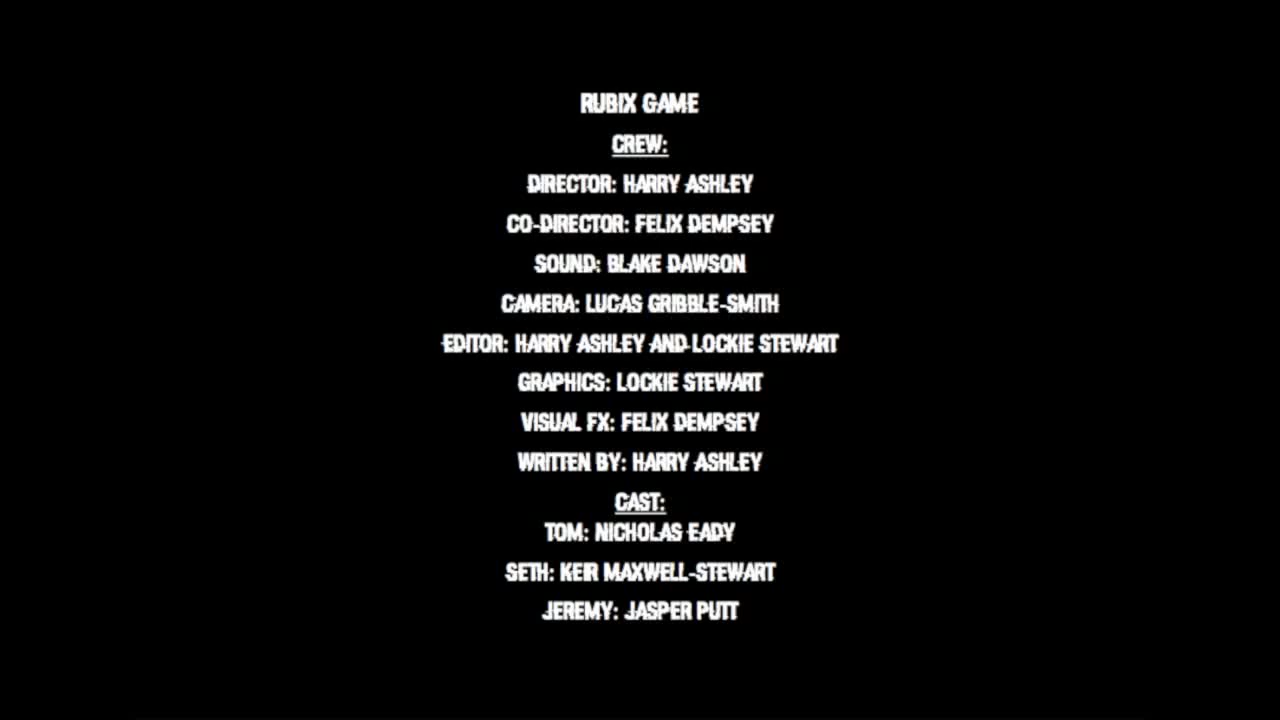 RUBIX GAME
CREW:
DIRECTOR: HARRY ASHLEY
CO-DIRECTOR: FELIX DEMPSEY
SOUND: BLAKE DAWSON
CAMERA: LUCAS GRIBBLE-SMITH
EDITOR: HARRY ASHLEY AND LOCKIE STEWART
GRAPHICS: LOCKIE STEWART
VISUAL FX: FELIX DEMPSEY
WRITTEN BY: HARRY ASHLEY
CAST:
TOM: NICHOLAS EADY
SETH: KEIR MAXWELL-STEWART
JEREMY: JASPER PUTT